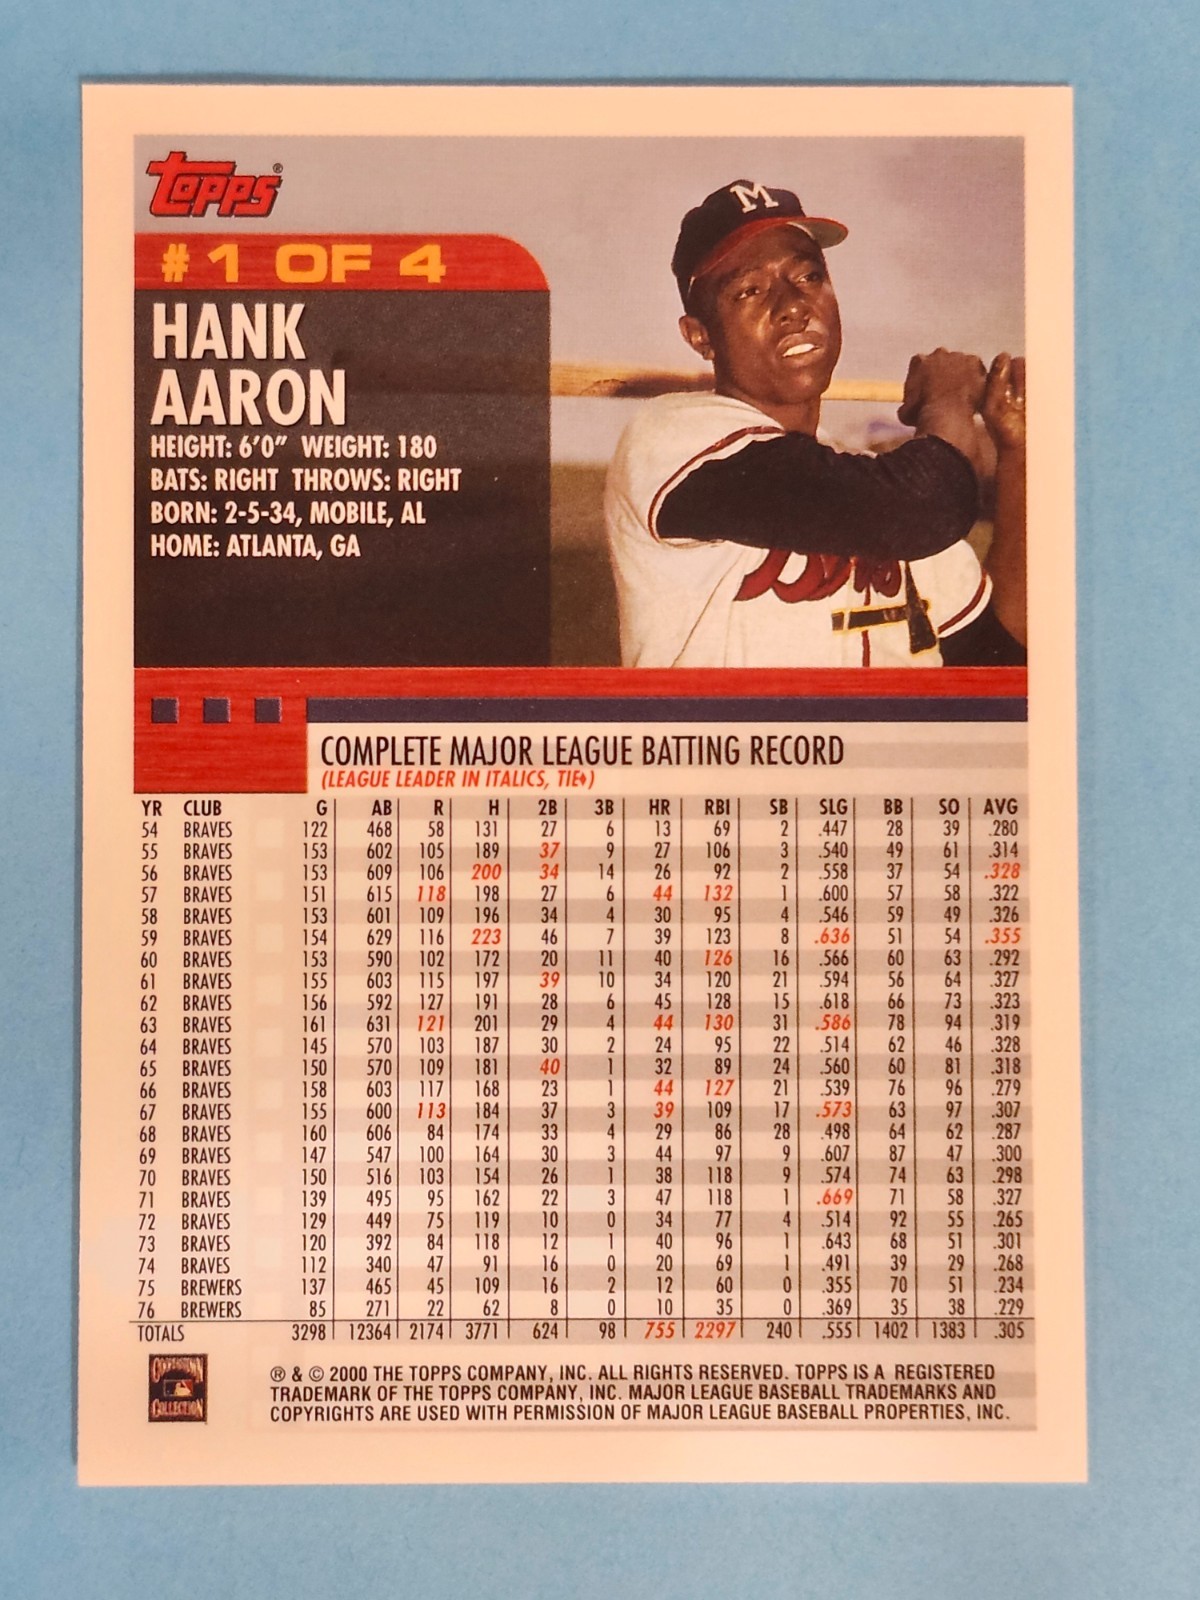 Topps®
#1 OF 4
M
HANK
AARON
HEIGHT: 6'0" WEIGHT: 180
BATS: RIGHT THROWS: RIGHT
BORN: 2-5-34, MOBILE, AL
HOME: ATLANTA, GA
COMPLETE MAJOR LEAGUE BATTING RECORD
(LEAGUE LEADER IN ITALICS, TIE♦)
YR CLUB G AB R H 2B 3B HR RBI SB SLG BB SO AVG
54 BRAVES 122 468 58 131 27 6 13 69 2 .447 28 39 .280
55 BRAVES 153 602 105 189 37 9 27 106 3 .540 49 61 .314
56 BRAVES 153 609 106 200 34 14 26 92 2 .558 37 54 .328
57 BRAVES 151 615 118 198 27 6 44 132 1 .600 57 58 .322
58 BRAVES 153 601 109 196 34 4 30 95 4 .546 59 49 .326
59 BRAVES 154 629 116 223 46 7 39 123 8 .636 51 54 .355
60 BRAVES 153 590 102 172 20 11 40 126 16 .566 60 63 .292
61 BRAVES 155 603 115 197 39 10 34 120 21 .594 56 64 .327
62 BRAVES 156 592 127 191 28 6 45 128 15 .618 66 73 .323
63 BRAVES 161 631 121 201 29 4 44 130 31 .586 78 94 .319
64 BRAVES 145 570 103 187 30 2 24 95 22 .514 62 46 .328
65 BRAVES 150 570 109 181 40 1 32 89 24 .560 60 81 .318
66 BRAVES 158 603 117 168 23 1 44 127 21 .539 76 96 .279
67 BRAVES 155 600 113 184 37 3 39 109 17 .573 63 97 .307
68 BRAVES 160 606 84 174 33 4 29 86 28 .498 64 62 .287
69 BRAVES 147 547 100 164 30 3 44 97 9 .607 87 47 .300
70 BRAVES 150 516 103 154 26 1 38 118 9 .574 74 63 .298
71 BRAVES 139 495 95 162 22 3 47 118 1 .669 71 58 .327
72 BRAVES 129 449 75 119 10 0 34 77 4 .514 92 55 .265
73 BRAVES 120 392 84 118 12 1 40 96 1 .643 68 51 .301
74 BRAVES 112 340 47 91 16 0 20 69 1 .491 39 29 .268
75 BREWERS 137 465 45 109 16 2 12 60 0 .355 70 51 .234
76 BREWERS 85 271 22 62 8 0 10 35 0 .369 35 38 .229
TOTALS 3298 12364 2174 3771 624 98 755 2297 240 .555 1402 1383 .305
COOPERSTOWN
COLLECTION
® & © 2000 THE TOPPS COMPANY, INC. ALL RIGHTS RESERVED. TOPPS IS A REGISTERED
TRADEMARK OF THE TOPPS COMPANY, INC. MAJOR LEAGUE BASEBALL TRADEMARKS AND
COPYRIGHTS ARE USED WITH PERMISSION OF MAJOR LEAGUE BASEBALL PROPERTIES, INC.